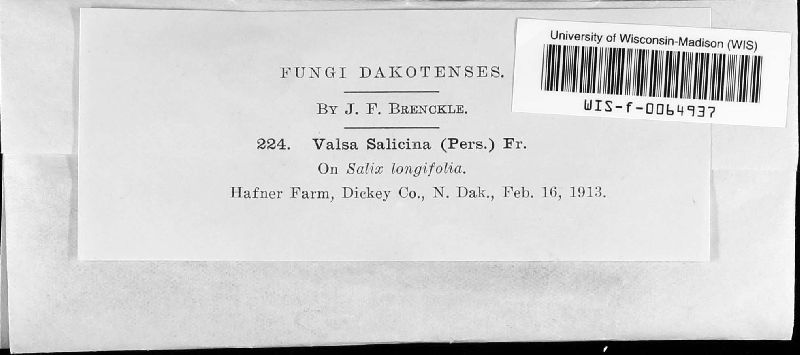 University of Wisconsin-Madison (WIS)
WIS-f-0064937
FUNGI DAKOTENSES.
BY J. F. BRENCKLE.
224. Valsa Salicina (Pers.) Fr.
On Salix longifolia.
Hafner Farm, Dickey Co., N. Dak., Feb. 16, 1913.